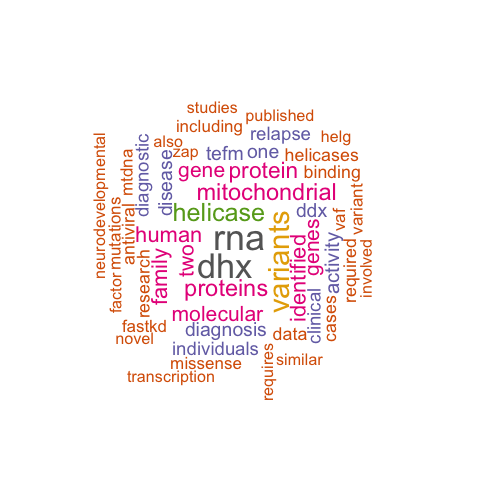 studies
published
including
relapse
helg
also
zap
tefm
one
helicases
neurodevelopmental
mtdna
diagnostic
disease
gene
protein
binding
mitochondrial
variant
factor
mutations
antiviral
helicase
ddx
vaf
human
rna
variants
genes
family
two
dhx
identified
activity
required
involved
research
proteins
molecular
clinical
cases
fastkd
diagnosis
data
novel
individuals
similar
missense
requires
transcription